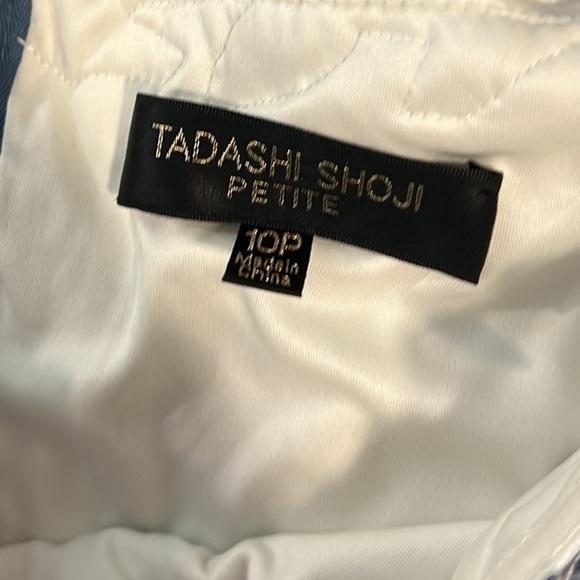 TADASHI SHOJI
PETITE
10P
Made in
China